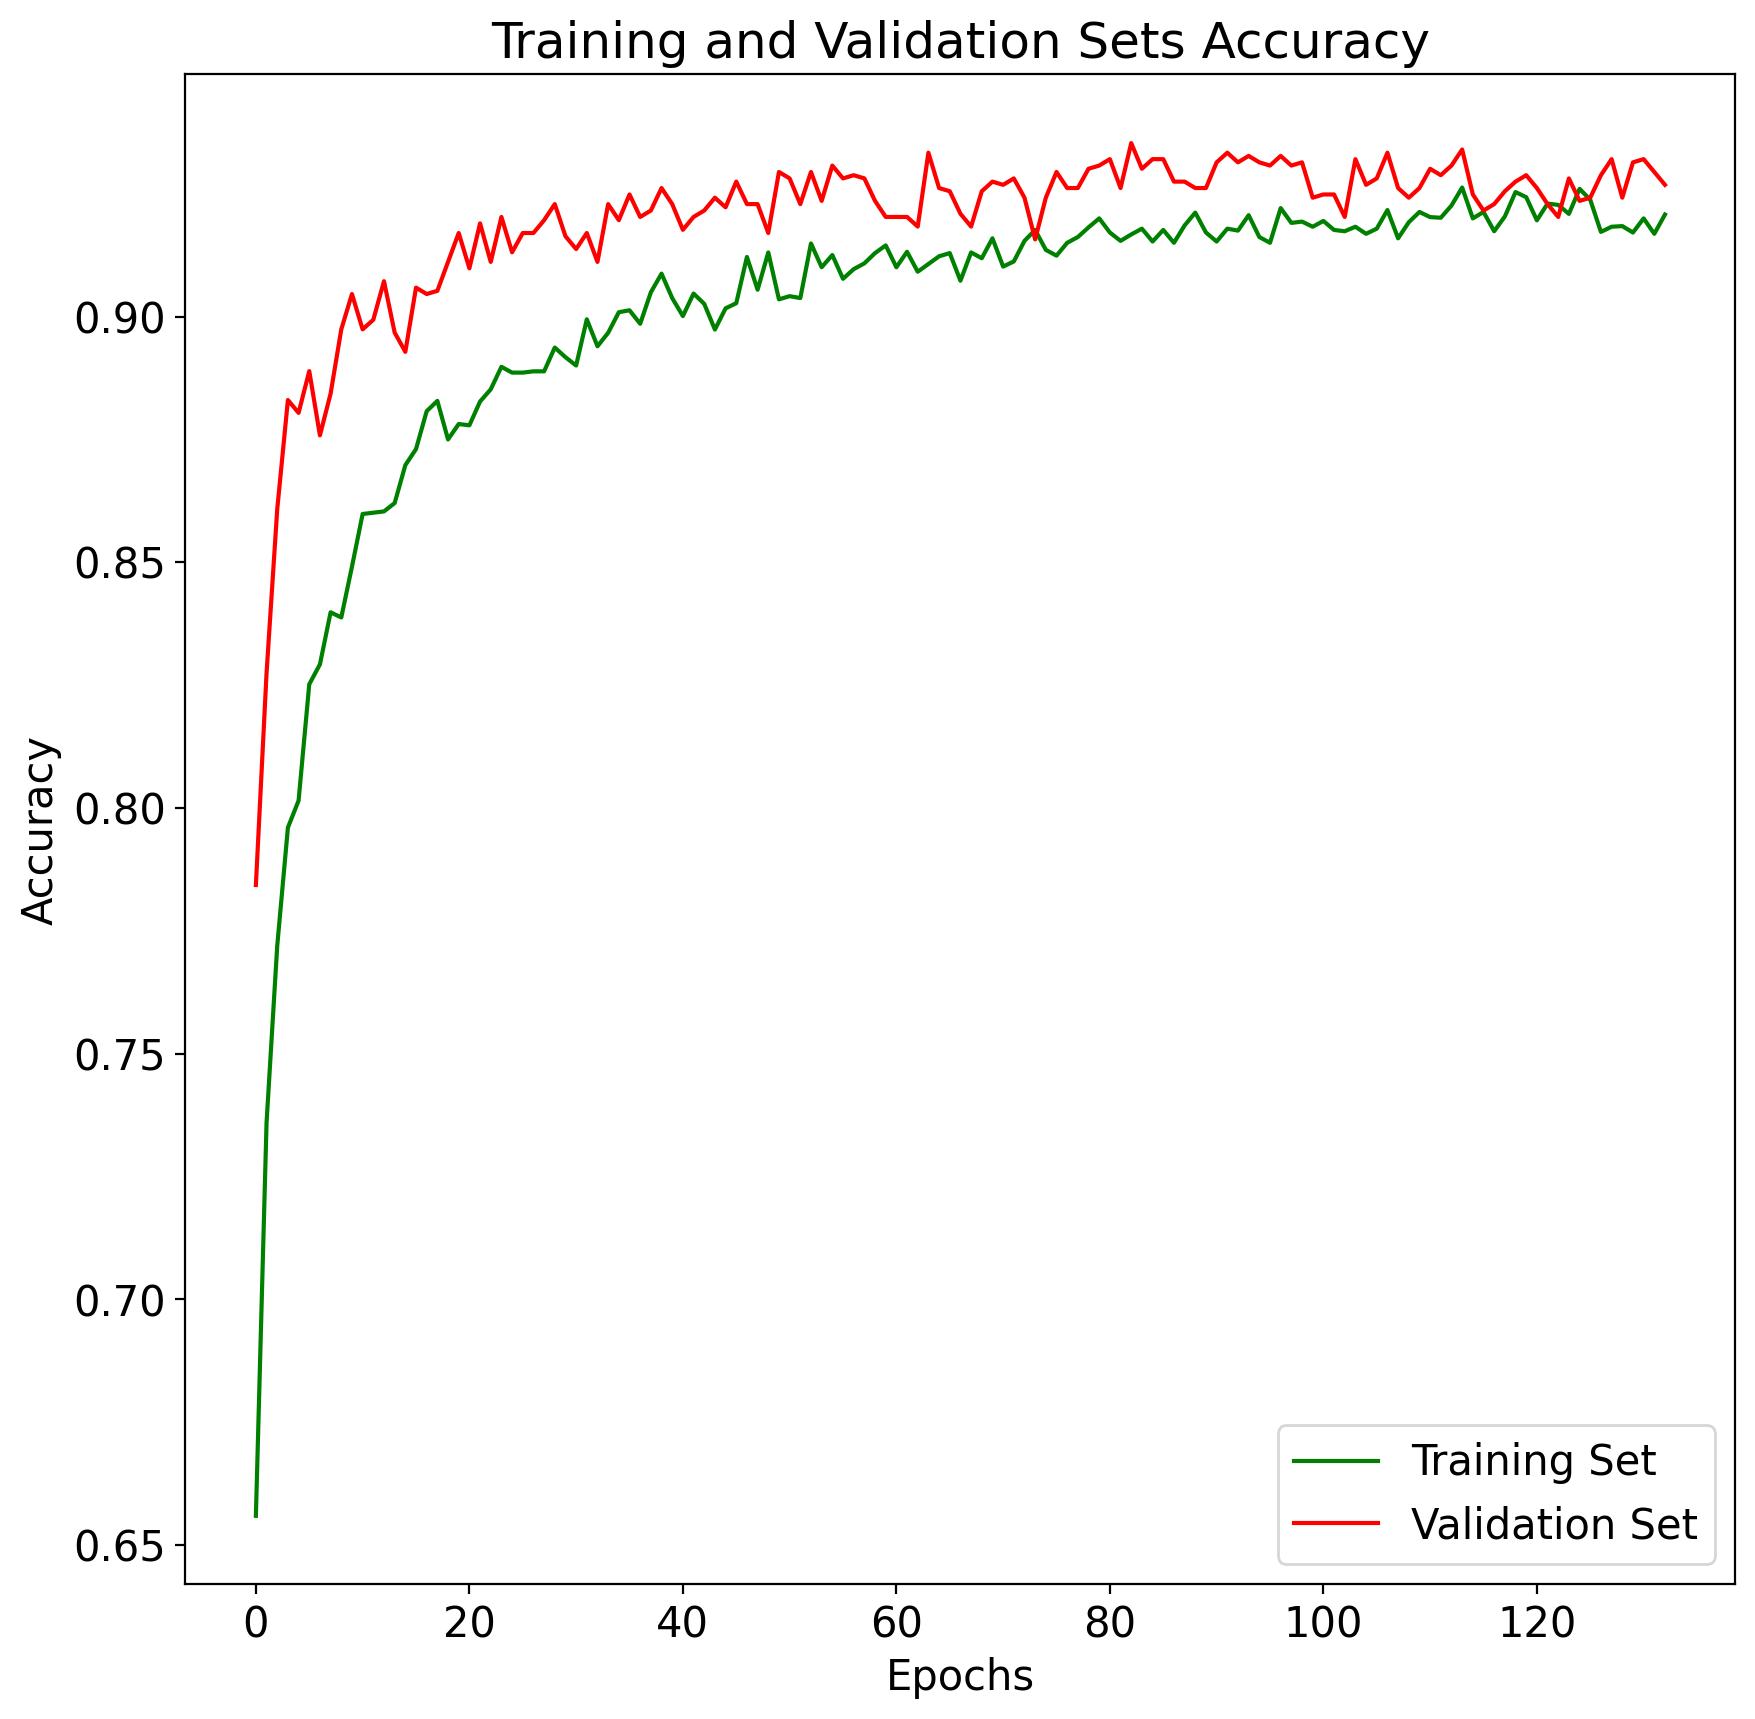 Training and Validation Sets Accuracy
Accuracy
0.90
0.85
0.80
0.75
0.70
0.65
0 20 40 60 80 100 120
Epochs
Training Set
Validation Set